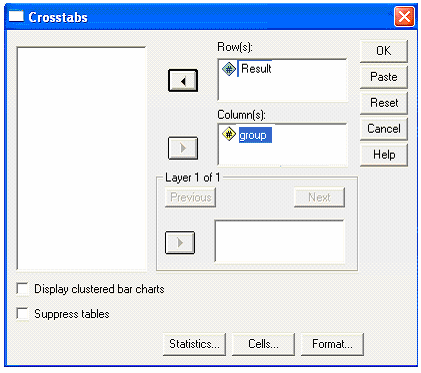 Crosstabs
Row(s):
# Result
OK
Paste
Reset
Column(s):
# group
Cancel
Help
Layer 1 of 1
Previous Next
Display clustered bar charts
Suppress tables
Statistics... Cells... Format...